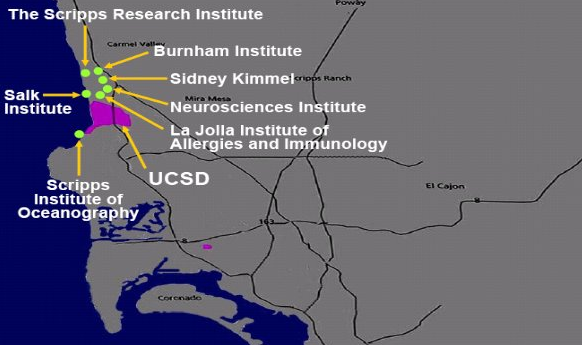 Poway
The Scripps Research Institute
Carmel Valley
Burnham Institute
Sidney Kimmel
Scripps Ranch
Salk
Institute
Mira Mesa
Neurosciences Institute
La Jolla Institute of
Allergies and Immunology
UCSD
Scripps
Institute of
Oceanography
El Cajon
8
163
8
Coronado